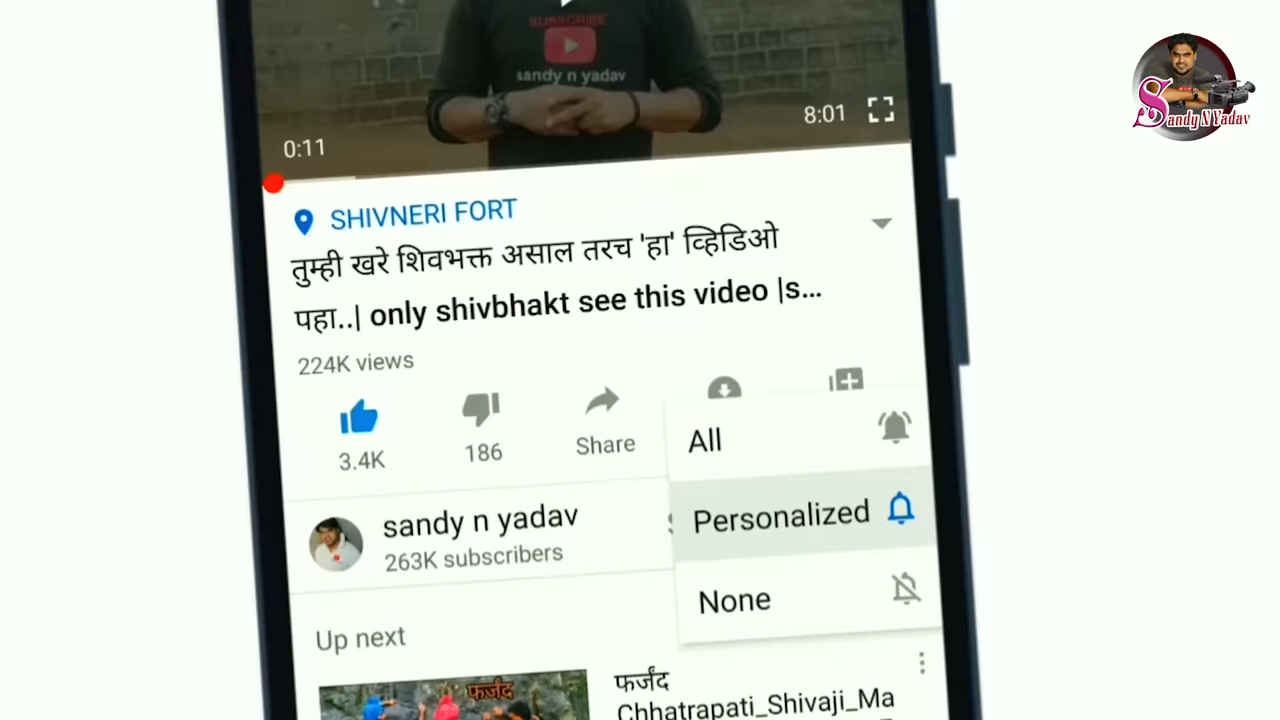 SUBSCRIBE
sandy n yadav
Sandy N Yadav
0:11
8:01
SHIVNERI FORT
तुम्ही खरे शिवभक्त असाल तरच 'हा' व्हिडिओ
पहा..| only shivbhakt see this video |s...
224K views
3.4K
186
Share
All
Personalized
None
sandy n yadav
263K subscribers
Up next
फर्जंद
फर्जंद
Chhatrapati_Shivaji_Ma